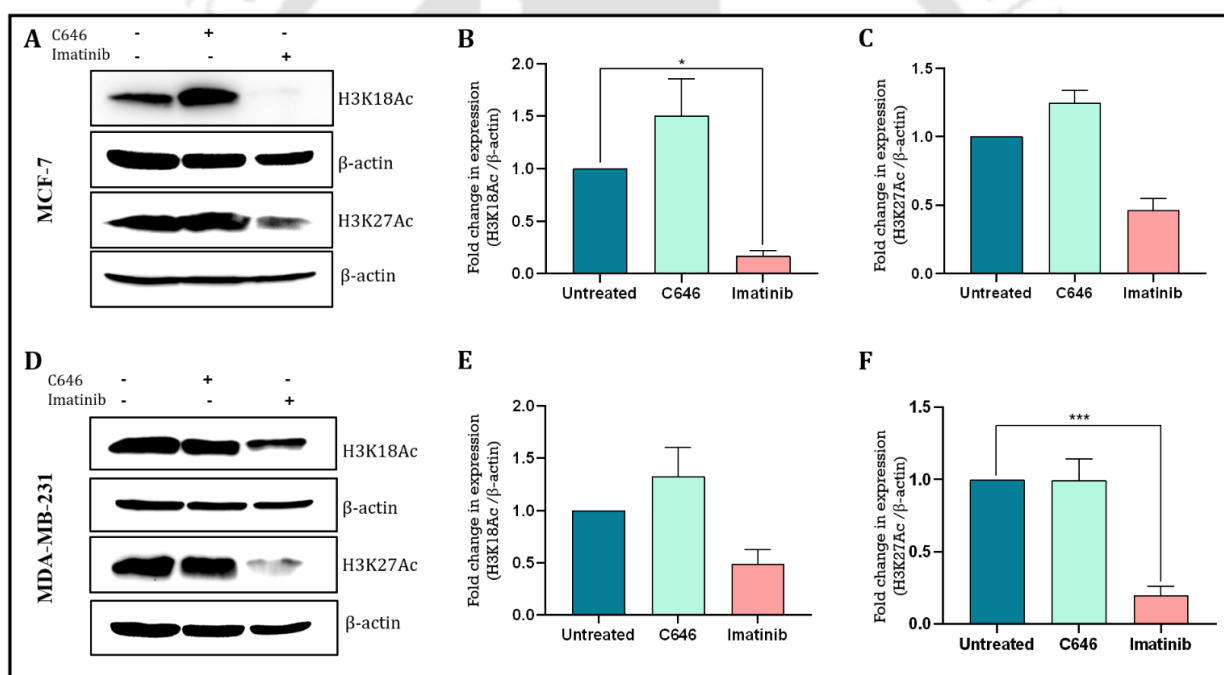 A
C646 - + -
Imatinib - - +
MCF-7
H3K18Ac
β-actin
H3K27Ac
β-actin
B
Fold change in expression
(H3K18Ac /β-actin)
2.0
1.5
1.0
0.5
0.0
*
Untreated C646 Imatinib
C
Fold change in expression
(H3K27Ac /β-actin)
1.5
1.0
0.5
0.0
Untreated C646 Imatinib
D
C646 - + -
Imatinib - - +
MDA-MB-231
H3K18Ac
β-actin
H3K27Ac
β-actin
E
Fold change in expression
(H3K18Ac /β-actin)
2.0
1.5
1.0
0.5
0.0
Untreated C646 Imatinib
F
Fold change in expression
(H3K27Ac /β-actin)
1.5
1.0
0.5
0.0
***
Untreated C646 Imatinib